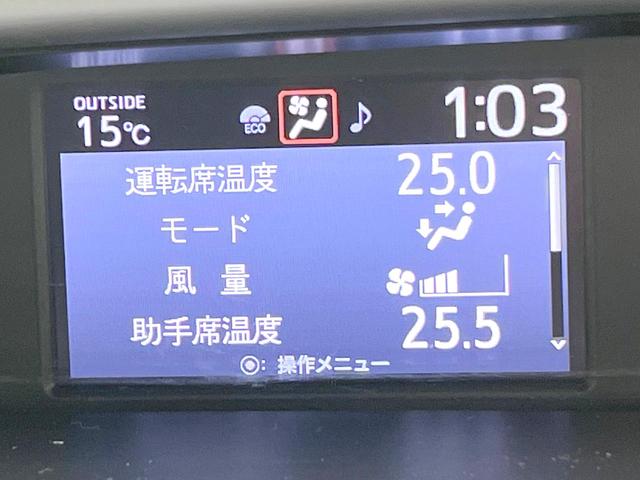 OUTSIDE
15℃ ECO 1:03
運転席温度 25.0
モード
風量
助手席温度 25.5
◉: 操作メニュー